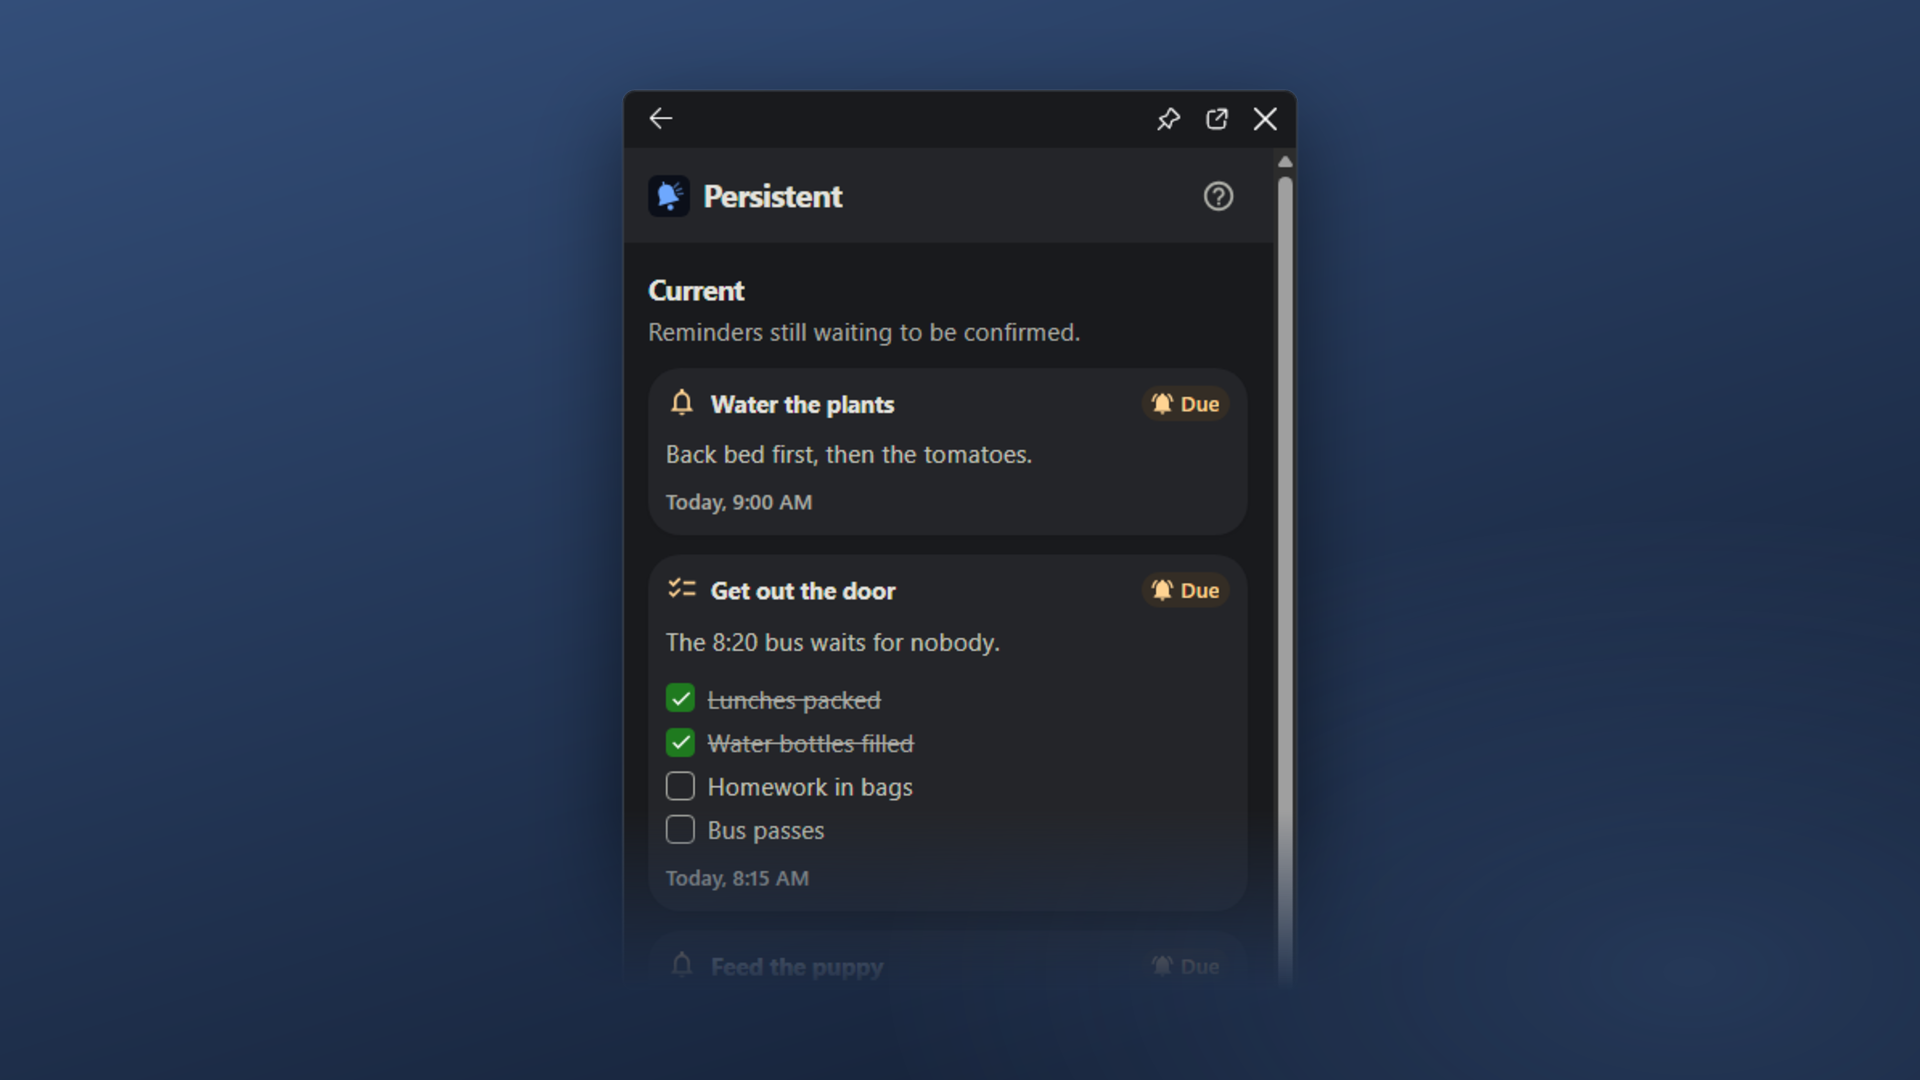 Persistent
Current
Reminders still waiting to be confirmed.
Water the plants
Due
Back bed first, then the tomatoes.
Today, 9:00 AM
Get out the door
Due
The 8:20 bus waits for nobody.
Lunches packed
Water bottles filled
Homework in bags
Bus passes
Today, 8:15 AM
Feed the puppy
Due